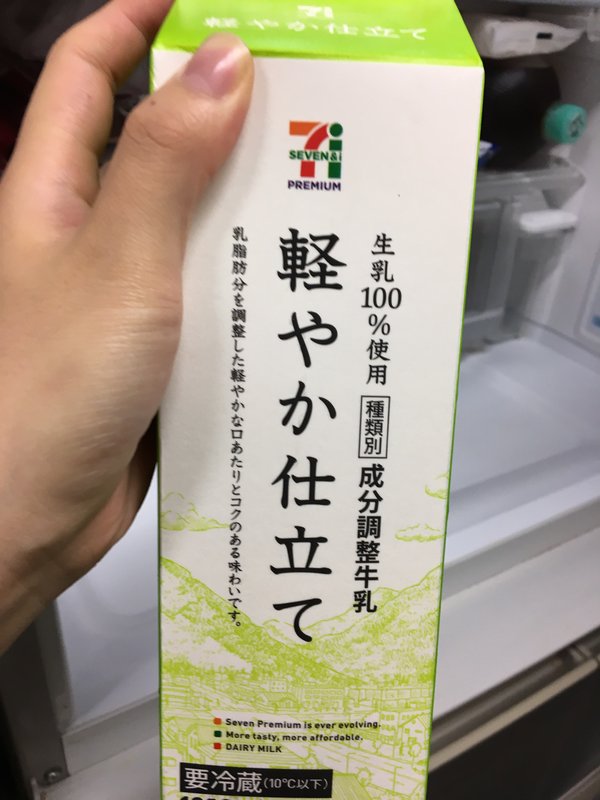 軽やか仕立て
SEVEN&i
PREMIUM
生乳100%使用
種類別
成分調整牛乳
軽やか仕立て
乳脂肪分を調整した軽やかな口あたりとコクのある味わいです。
Seven Premium is ever evolving.
More tasty, more affordable.
DAIRY MILK
要冷蔵(10℃以下)